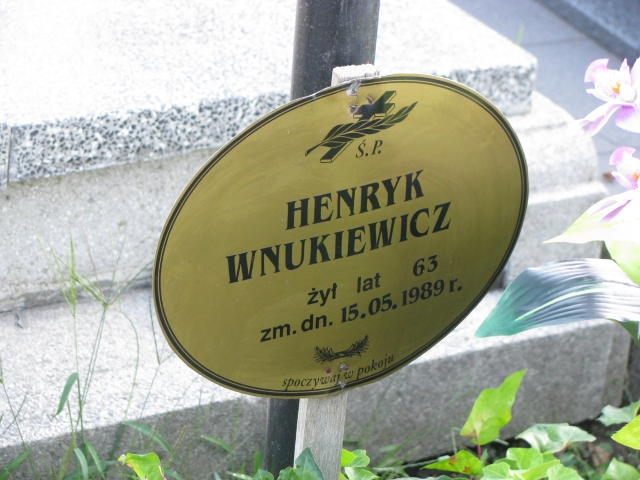 Ś.P.
HENRYK
WNUKIEWICZ
żył lat 63
zm. dn. 15.05.1989 r.
spoczywaj w pokoju